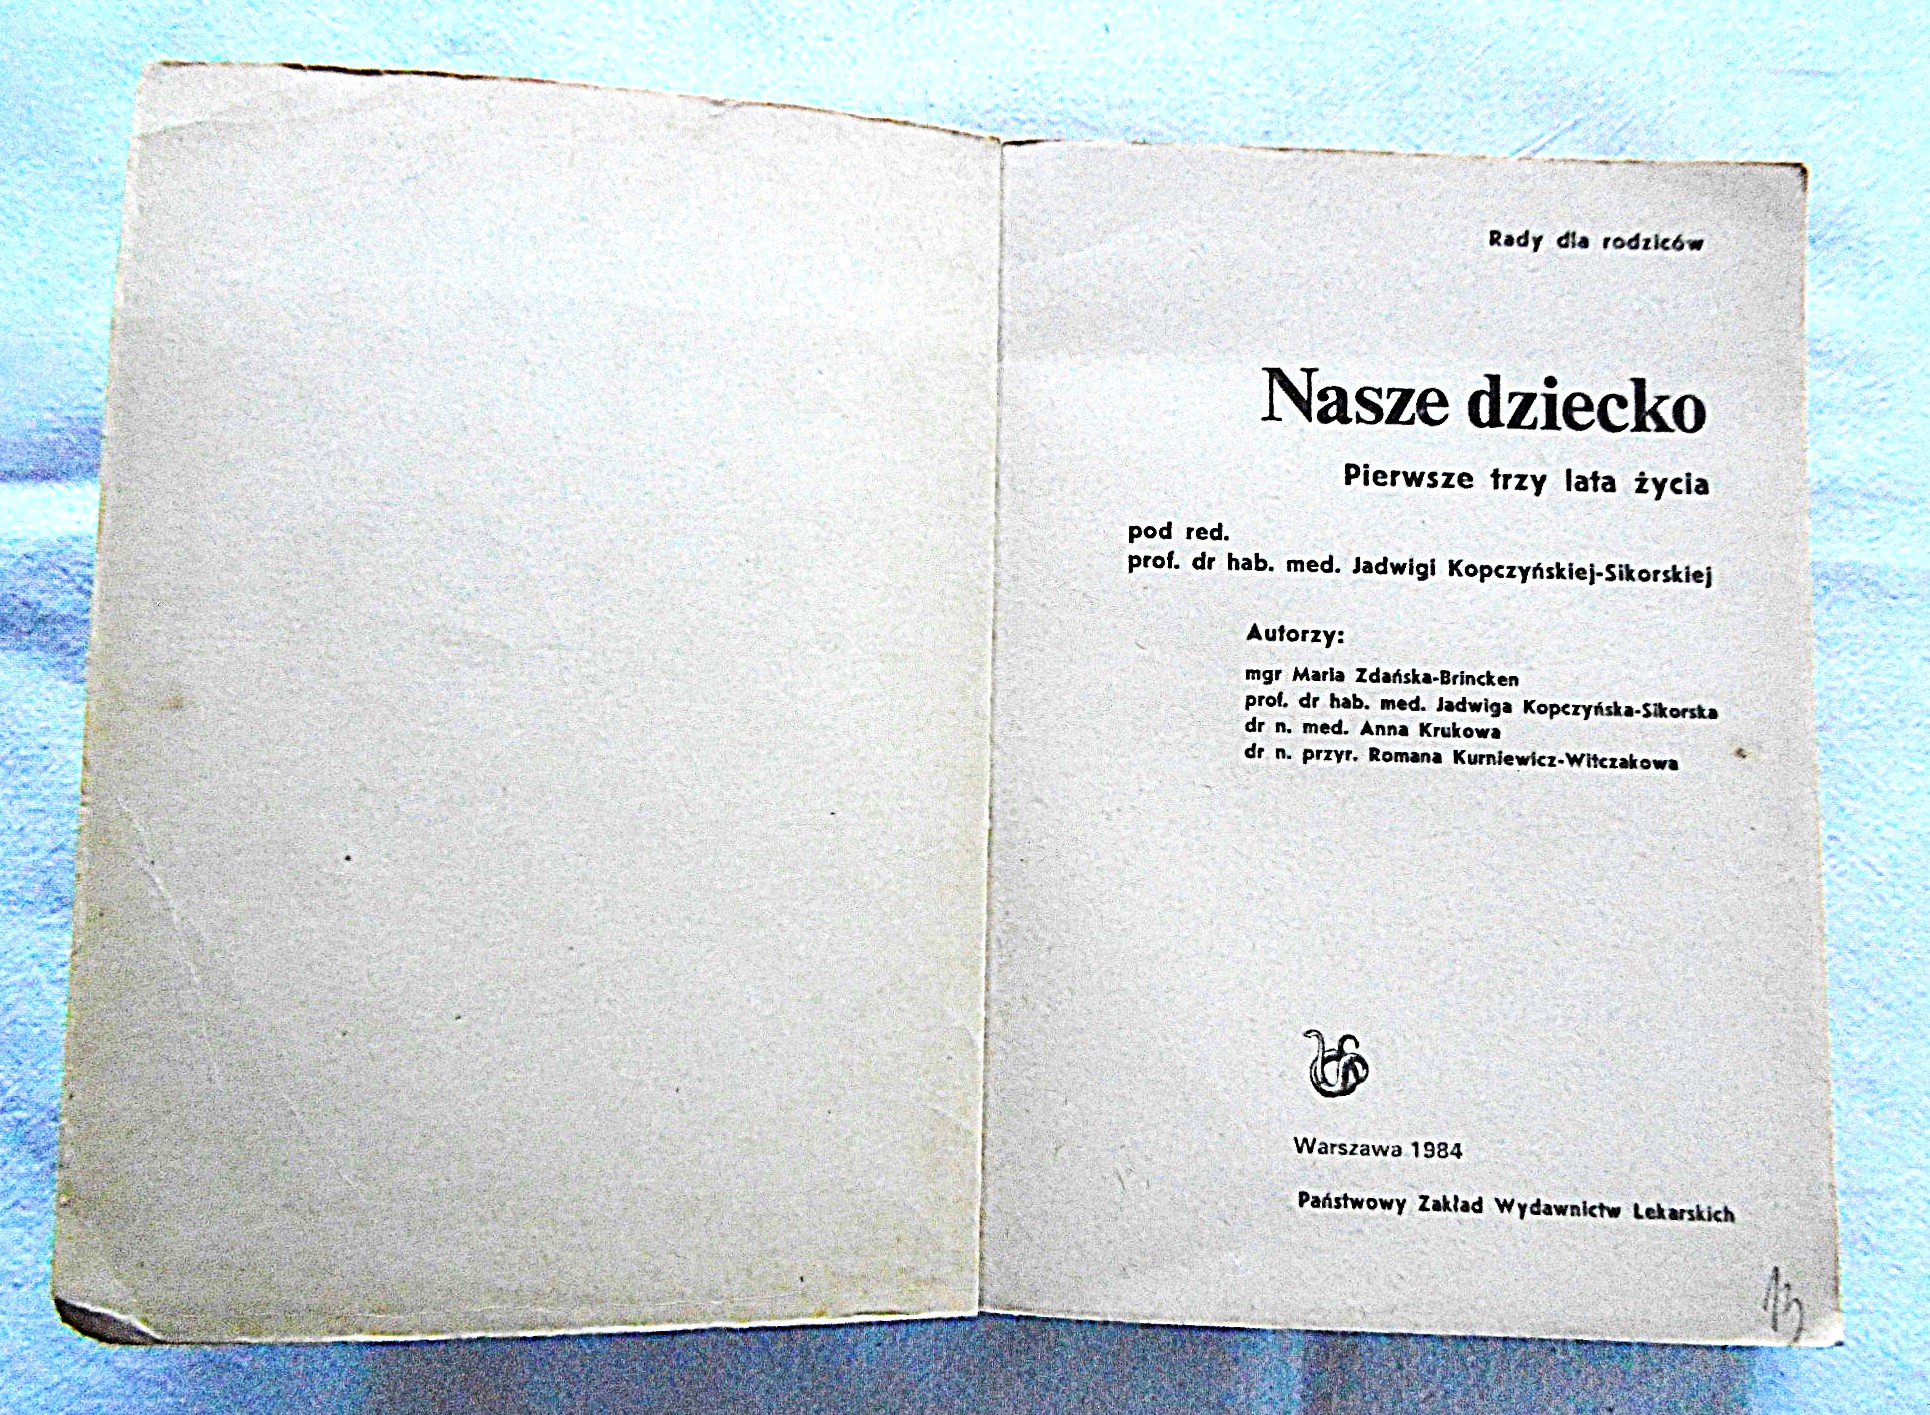 Rady dla rodziców
Nasze dziecko
Pierwsze trzy lata życia
pod red.
prof. dr hab. med. Jadwigi Kopczyńskiej-Sikorskiej
Autorzy:
mgr Maria Zdańska-Brincken
prof. dr hab. med. Jadwiga Kopczyńska-Sikorska
dr n. med. Anna Krukowa
dr n. przyr. Romana Kurniewicz-Witczakowa
Warszawa 1984
Państwowy Zakład Wydawnictw Lekarskich